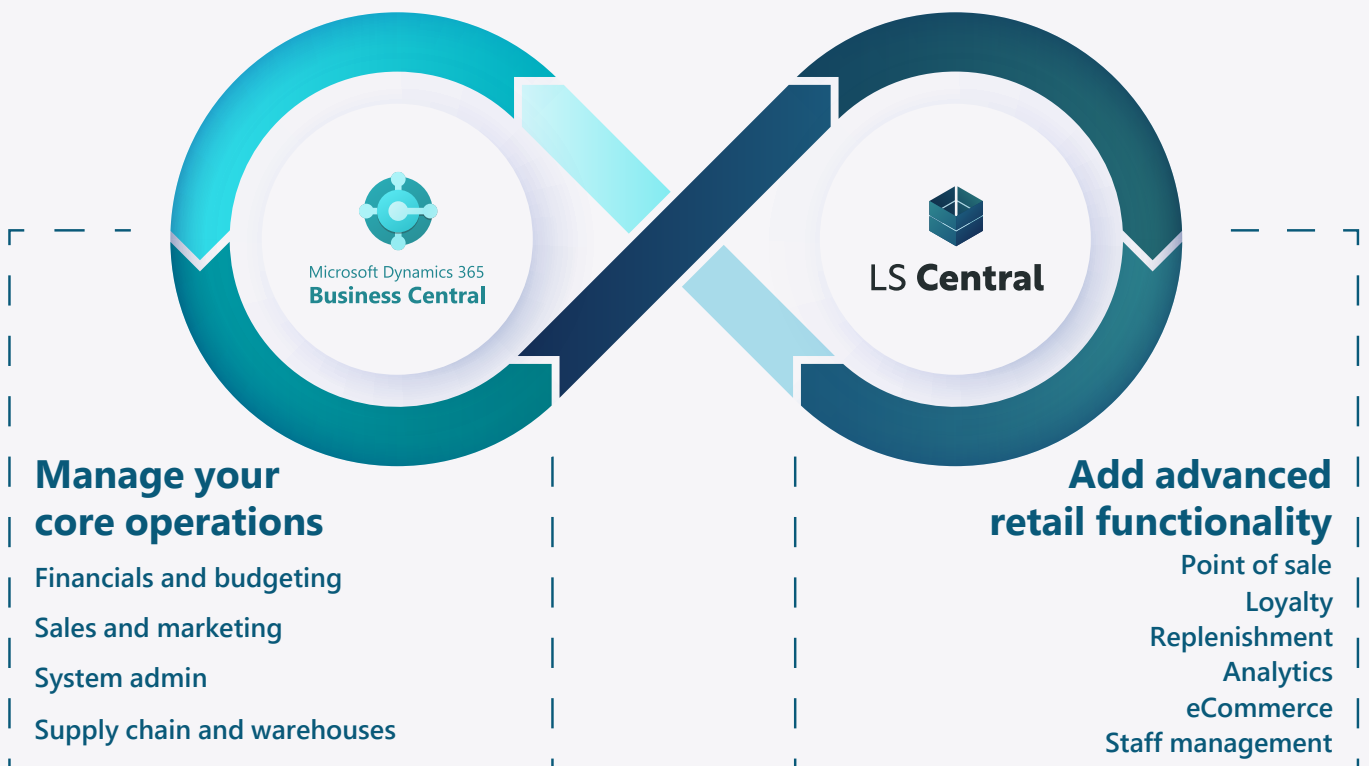 Microsoft Dynamics 365
Business Central
LS Central
Manage your
core operations
Financials and budgeting
Sales and marketing
System admin
Supply chain and warehouses
Add advanced
retail functionality
Point of sale
Loyalty
Replenishment
Analytics
eCommerce
Staff management